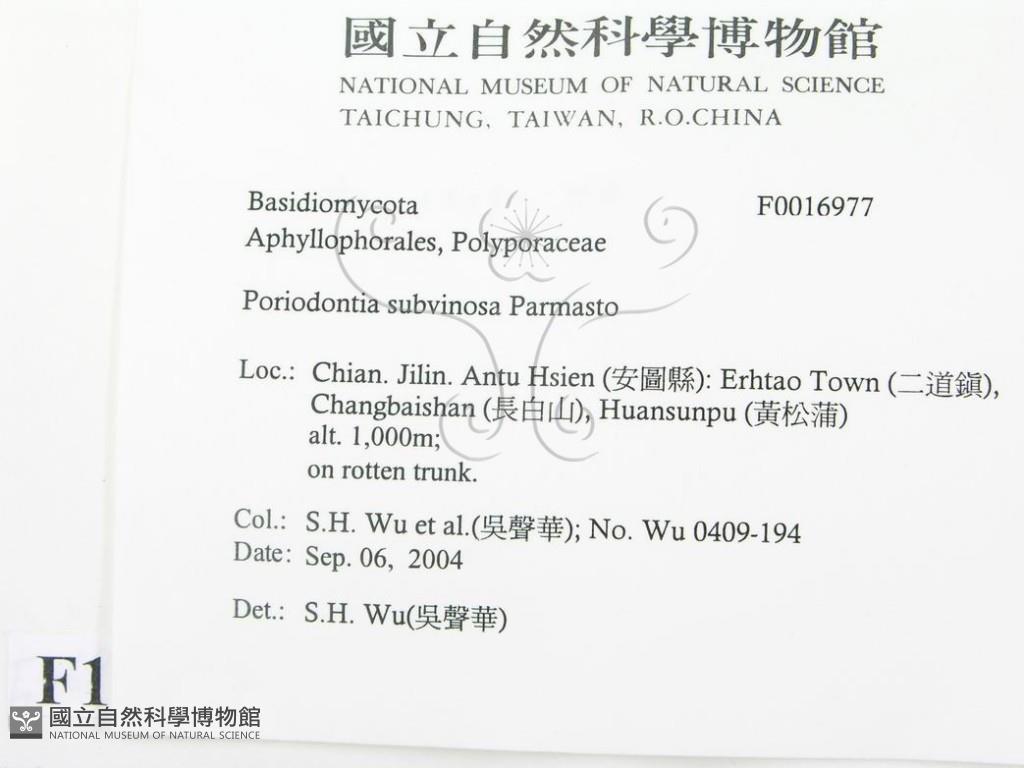 國立自然科學博物館
NATIONAL MUSEUM OF NATURAL SCIENCE
TAICHUNG, TAIWAN, R.O.CHINA
Basidiomycota F0016977
Aphyllophorales, Polyporaceae
Poriodontia subvinosa Parmasto
Loc.: Chian. Jilin. Antu Hsien (安圖縣): Erhtao Town (二道鎮),
Changbaishan (長白山), Huansunpu (黃松蒲)
alt. 1,000m;
on rotten trunk.
Col.: S.H. Wu et al.(吳聲華); No. Wu 0409-194
Date: Sep. 06, 2004
Det.: S.H. Wu(吳聲華)
F1
國立自然科學博物館
NATIONAL MUSEUM OF NATURAL SCIENCE